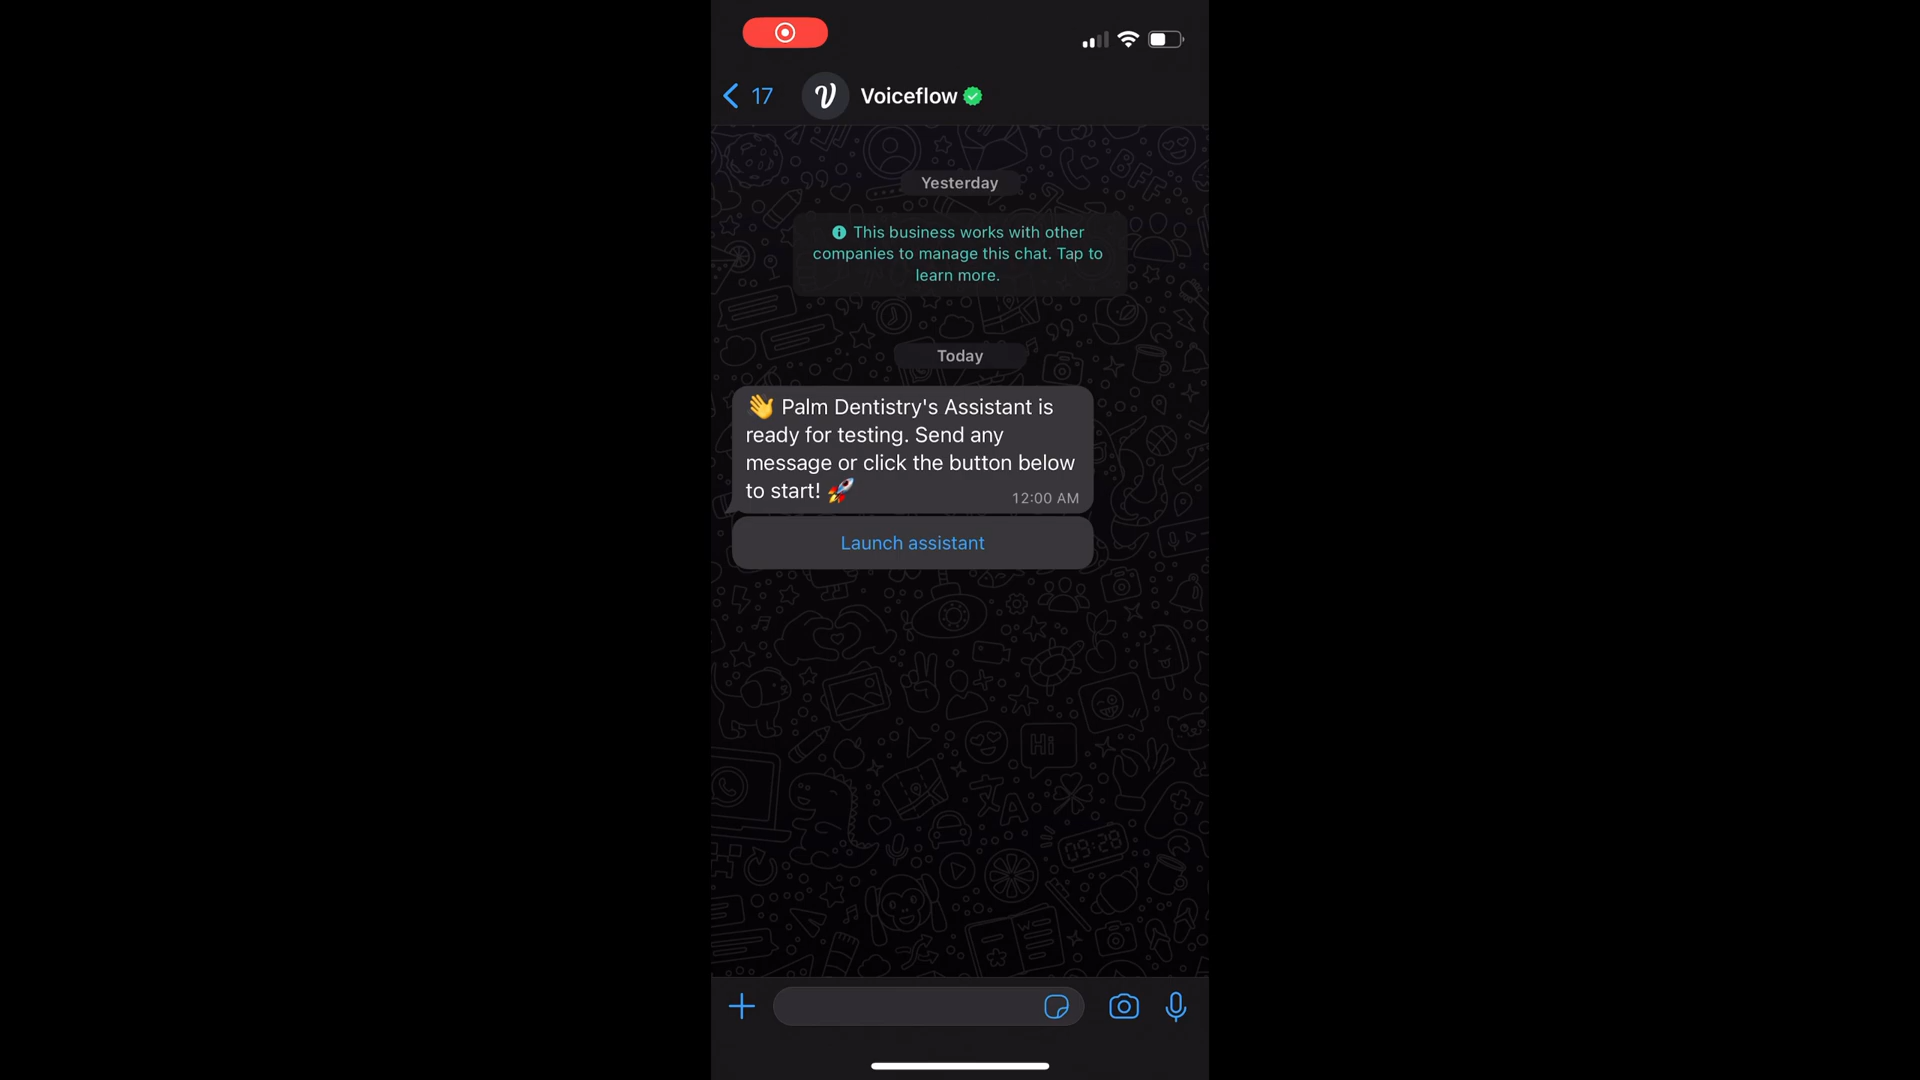 17
Voiceflow
Yesterday
This business works with other
companies to manage this chat. Tap to
learn more.
Today
👋 Palm Dentistry's Assistant is
ready for testing. Send any
message or click the button below
to start! 🚀
12:00 AM
Launch assistant